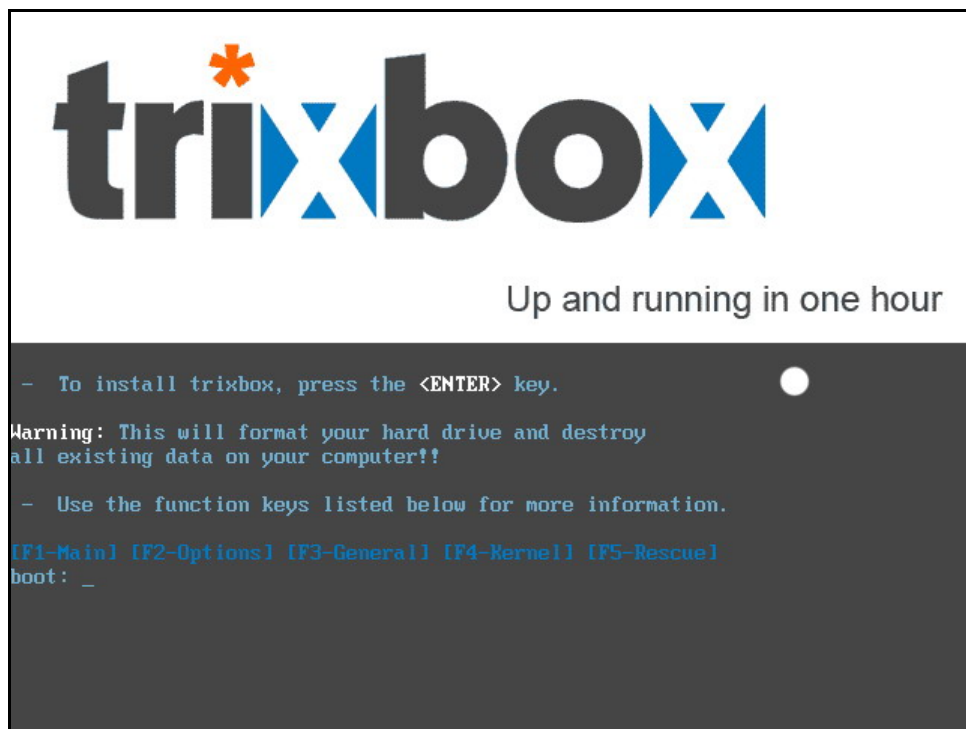 trixbox
Up and running in one hour
- To install trixbox, press the <ENTER> key.
Warning: This will format your hard drive and destroy
all existing data on your computer!!
- Use the function keys listed below for more information.
[F1-Main] [F2-Options] [F3-General] [F4-Kernel] [F5-Rescue]
boot: _